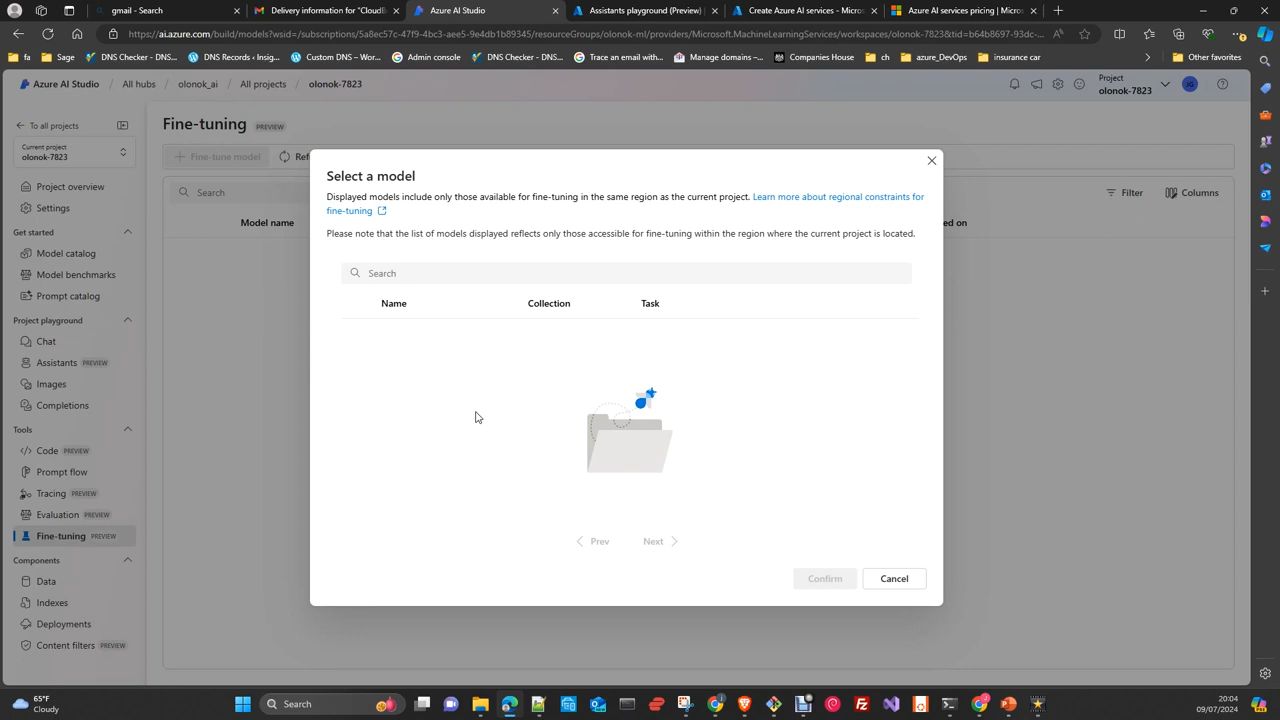 gmail - Search
Delivery information for "CloudB
Azure AI Studio
Assistants playground (Preview)
Create Azure AI services - Micros
Azure AI services pricing | Micros
https://ai.azure.com/build/models?wsid=/subscriptions/5a8ec57c-47f9-4bc3-aee5-9e4db1b89345/resourceGroups/olonok-ml/providers/Microsoft.MachineLearningServices/workspaces/olonok-7823&tid=b64b8697-93dc-...
fa
Sage
DNS Checker - DNS...
DNS Records ‹ Insig...
Custom DNS – Wor...
Admin console
DNS Checker - DNS...
Trace an email with...
Manage domains –...
Companies House
ch
azure_DevOps
insurance car
Other favorites
Azure AI Studio / All hubs / olonok_ai / All projects / olonok-7823
Project
olonok-7823
To all projects
Current project
olonok-7823
Project overview
Settings
Get started
Model catalog
Model benchmarks
Prompt catalog
Project playground
Chat
Assistants PREVIEW
Images
Completions
Tools
Code PREVIEW
Prompt flow
Tracing PREVIEW
Evaluation PREVIEW
Fine-tuning PREVIEW
Components
Data
Indexes
Deployments
Content filters PREVIEW
Fine-tuning PREVIEW
Fine-tune model
Refr
Search
Filter
Columns
Model name
ed on
Select a model
Displayed models include only those available for fine-tuning in the same region as the current project. Learn more about regional constraints for
fine-tuning
Please note that the list of models displayed reflects only those accessible for fine-tuning within the region where the current project is located.
Search
Name
Collection
Task
Prev
Next
Confirm
Cancel
65°F
Cloudy
Search
20:04
09/07/2024